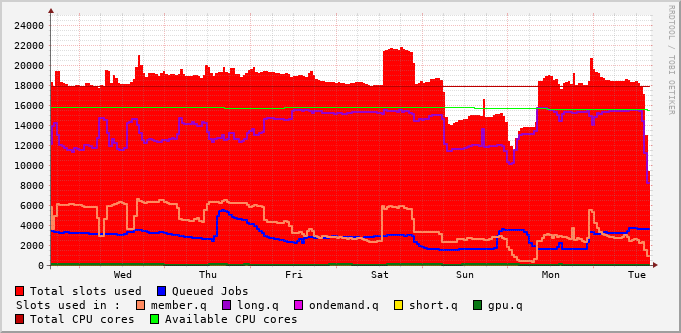 RRDTOOL / TOBI OETIKER
24000
22000
20000
18000
16000
14000
12000
10000
8000
6000
4000
2000
0
Wed Thu Fri Sat Sun Mon Tue
Total slots used Queued Jobs
Slots used in : member.q long.q ondemand.q short.q gpu.q
Total CPU cores Available CPU cores